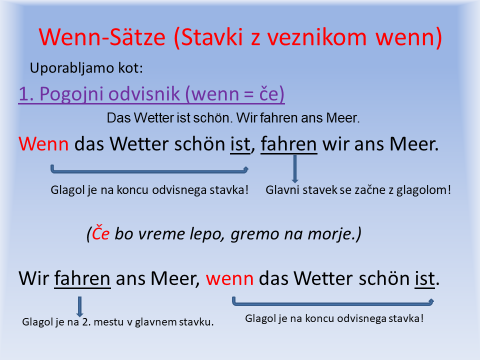 Wenn-Sätze (Stavki z veznikom wenn)
Uporabljamo kot:
1. Pogojni odvisnik (wenn = če)
Das Wetter ist schön. Wir fahren ans Meer.
Wenn das Wetter schön ist, fahren wir ans Meer.
Glagol je na koncu odvisnega stavka! Glavni stavek se začne z glagolom!
(Če bo vreme lepo, gremo na morje.)
Wir fahren ans Meer, wenn das Wetter schön ist.
Glagol je na 2. mestu v glavnem stavku. Glagol je na koncu odvisnega stavka!